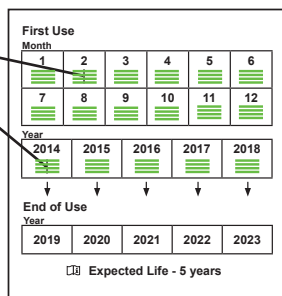 First Use
Month
1 2 3 4 5 6
7 8 9 10 11 12
Year
2014 2015 2016 2017 2018
End of Use
Year
2019 2020 2021 2022 2023
Expected Life - 5 years